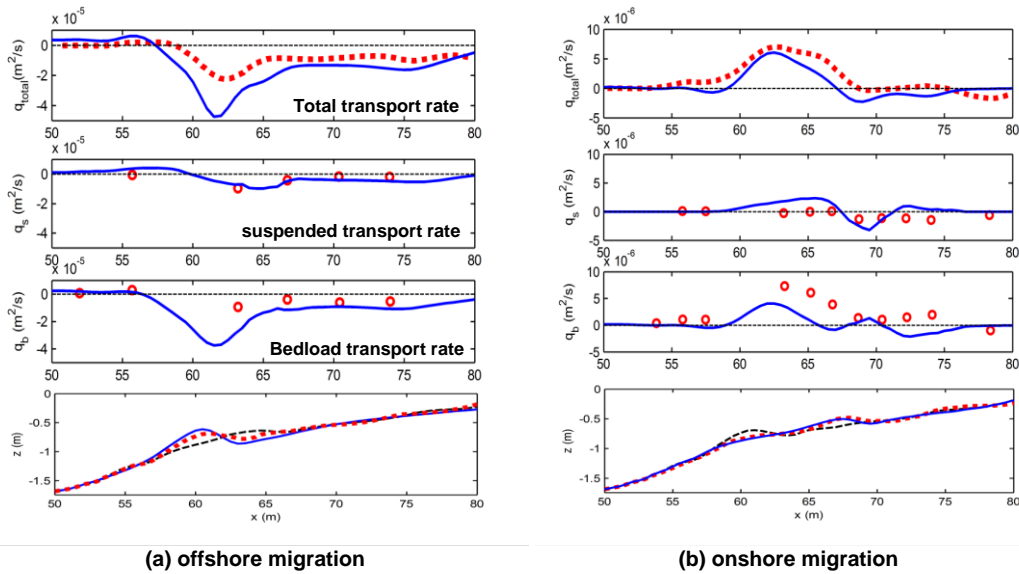 × 10⁻⁵
0
-2
-4
q_total(m²/s)
Total transport rate
50 55 60 65 70 75 80
× 10⁻⁵
0
-2
-4
q_s (m²/s)
suspended transport rate
50 55 60 65 70 75 80
× 10⁻⁵
0
-2
-4
q_b (m²/s)
Bedload transport rate
50 55 60 65 70 75 80
0
-0.5
-1
-1.5
z (m)
50 55 60 65 70 75 80
x (m)
(a) offshore migration
× 10⁻⁶
10
5
0
-5
q_total(m²/s)
50 55 60 65 70 75 80
× 10⁻⁶
10
5
0
-5
q_s (m²/s)
50 55 60 65 70 75 80
× 10⁻⁶
10
5
0
-5
q_b (m²/s)
50 55 60 65 70 75 80
0
-0.5
-1
-1.5
z (m)
50 55 60 65 70 75 80
x (m)
(b) onshore migration